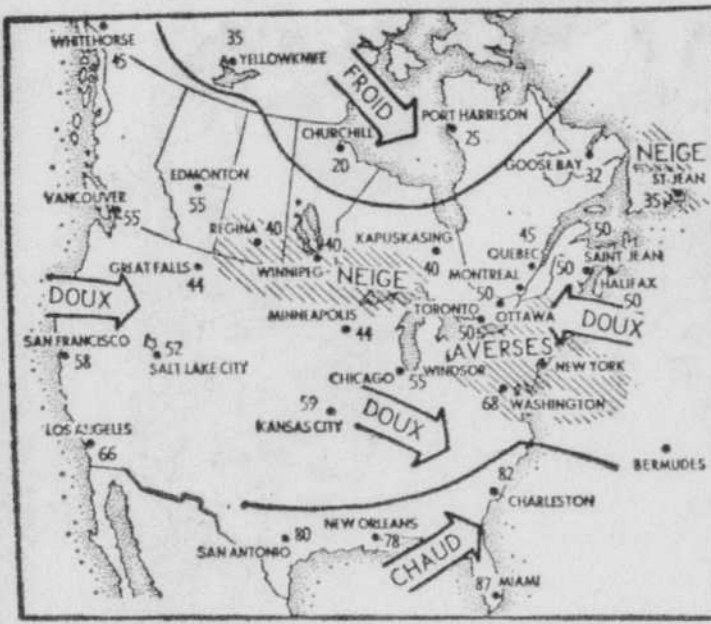 WHITEHORSE
45
35
YELLOWKNIFE
FROID
PORT HARRISON
25
CHURCHILL
20
GOOSE BAY
32
NEIGE
ST-JEAN
35
EDMONTON
55
VANCOUVER
55
REGINA 40
40
WINNIPEG
KAPUSKASING
40
45
QUEBEC
50
50
SAINT JEAN
HALIFAX
50
GREAT FALLS
44
NEIGE
MONTREAL
50
OTTAWA
DOUX
DOUX
MINNEAPOLIS
44
TORONTO
50
AVERSES
SAN FRANCISCO
58
52
SALT LAKE CITY
CHICAGO
55
WINDSOR
NEW YORK
68
WASHINGTON
59
KANSAS CITY
DOUX
LOS ANGELES
66
BERMUDES
82
CHARLESTON
NEW ORLEANS
78
80
SAN ANTONIO
CHAUD
87
MIAMI